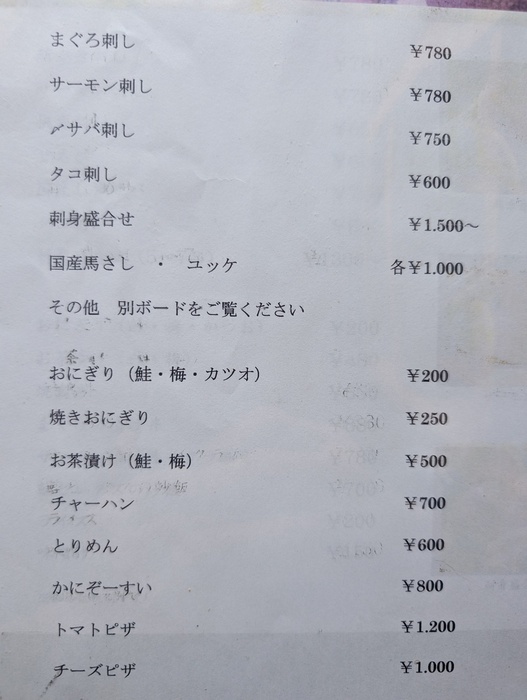 まぐろ刺し ￥780
サーモン刺し ￥780
〆サバ刺し ￥750
タコ刺し ￥600
刺身盛合せ ￥1.500～
国産馬さし ・ ユッケ 各￥1.000
その他 別ボードをご覧ください
おにぎり（鮭・梅・カツオ） ￥200
焼きおにぎり ￥250
お茶漬け（鮭・梅） ￥500
チャーハン ￥700
とりめん ￥600
かにぞーすい ￥800
トマトピザ ￥1.200
チーズピザ ￥1.000